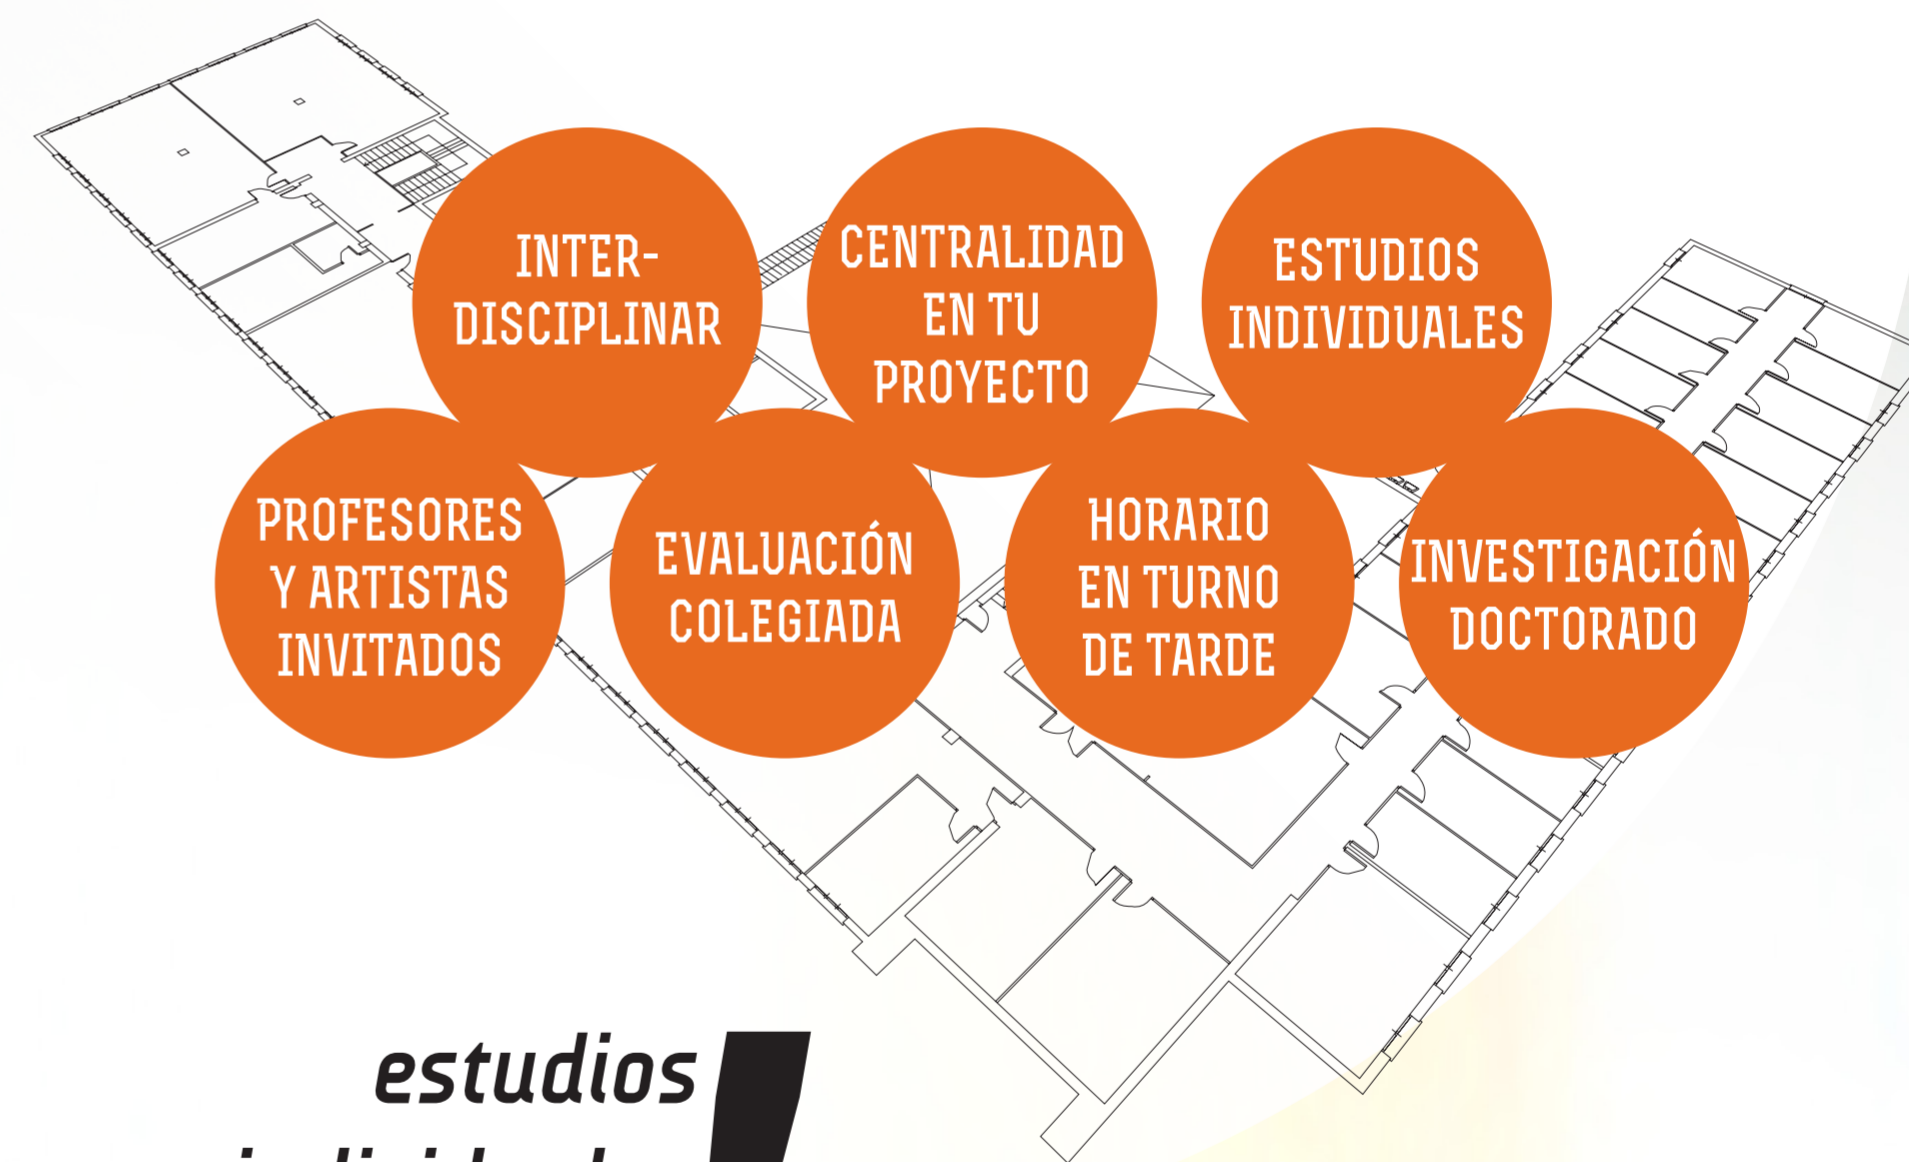 INTER-
DISCIPLINAR
CENTRALIDAD
EN TU
PROYECTO
ESTUDIOS
INDIVIDUALES
PROFESORES
Y ARTISTAS
INVITADOS
EVALUACIÓN
COLEGIADA
HORARIO
EN TURNO
DE TARDE
INVESTIGACIÓN
DOCTORADO
estudios